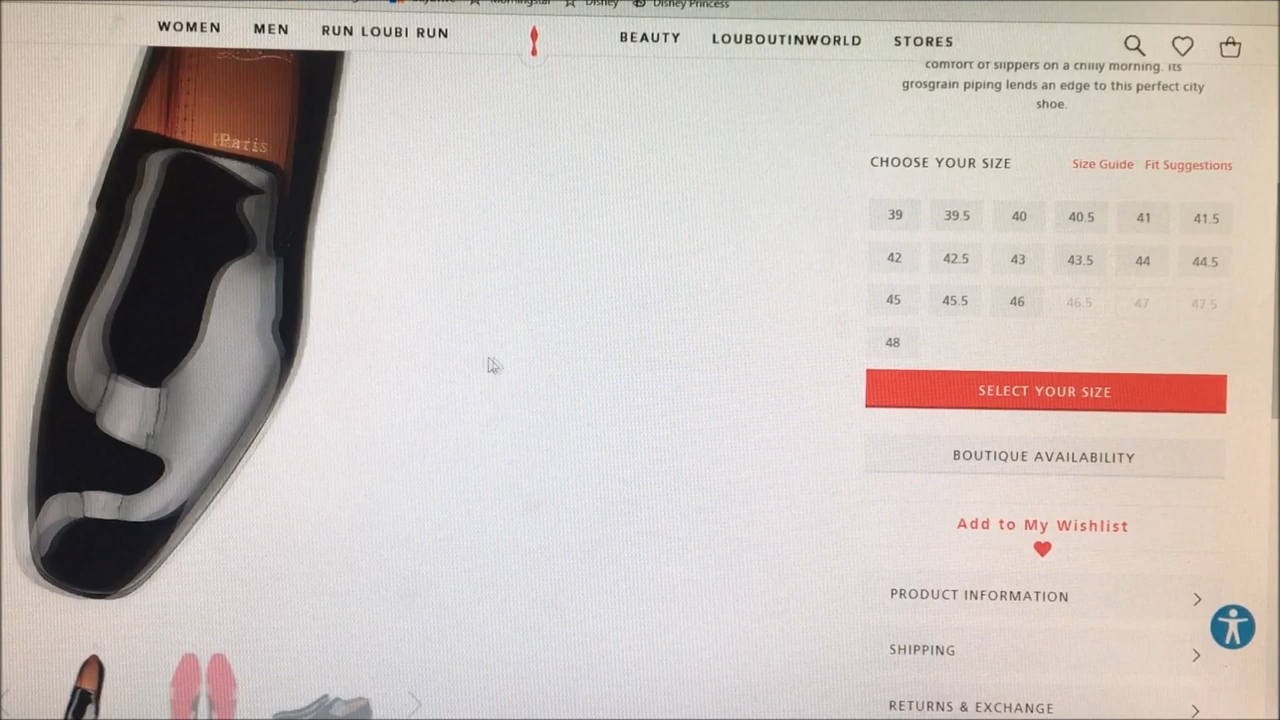 Disney
Disney Princess
WOMEN MEN RUN LOUBI RUN BEAUTY LOUBOUTINWORLD STORES
comfort of slippers on a chilly morning. Its
grosgrain piping lends an edge to this perfect city
shoe.
Paris
CHOOSE YOUR SIZE Size Guide Fit Suggestions
39 39.5 40 40.5 41 41.5
42 42.5 43 43.5 44 44.5
45 45.5 46 46.5 47 47.5
48
SELECT YOUR SIZE
BOUTIQUE AVAILABILITY
Add to My Wishlist
PRODUCT INFORMATION
SHIPPING
RETURNS & EXCHANGE